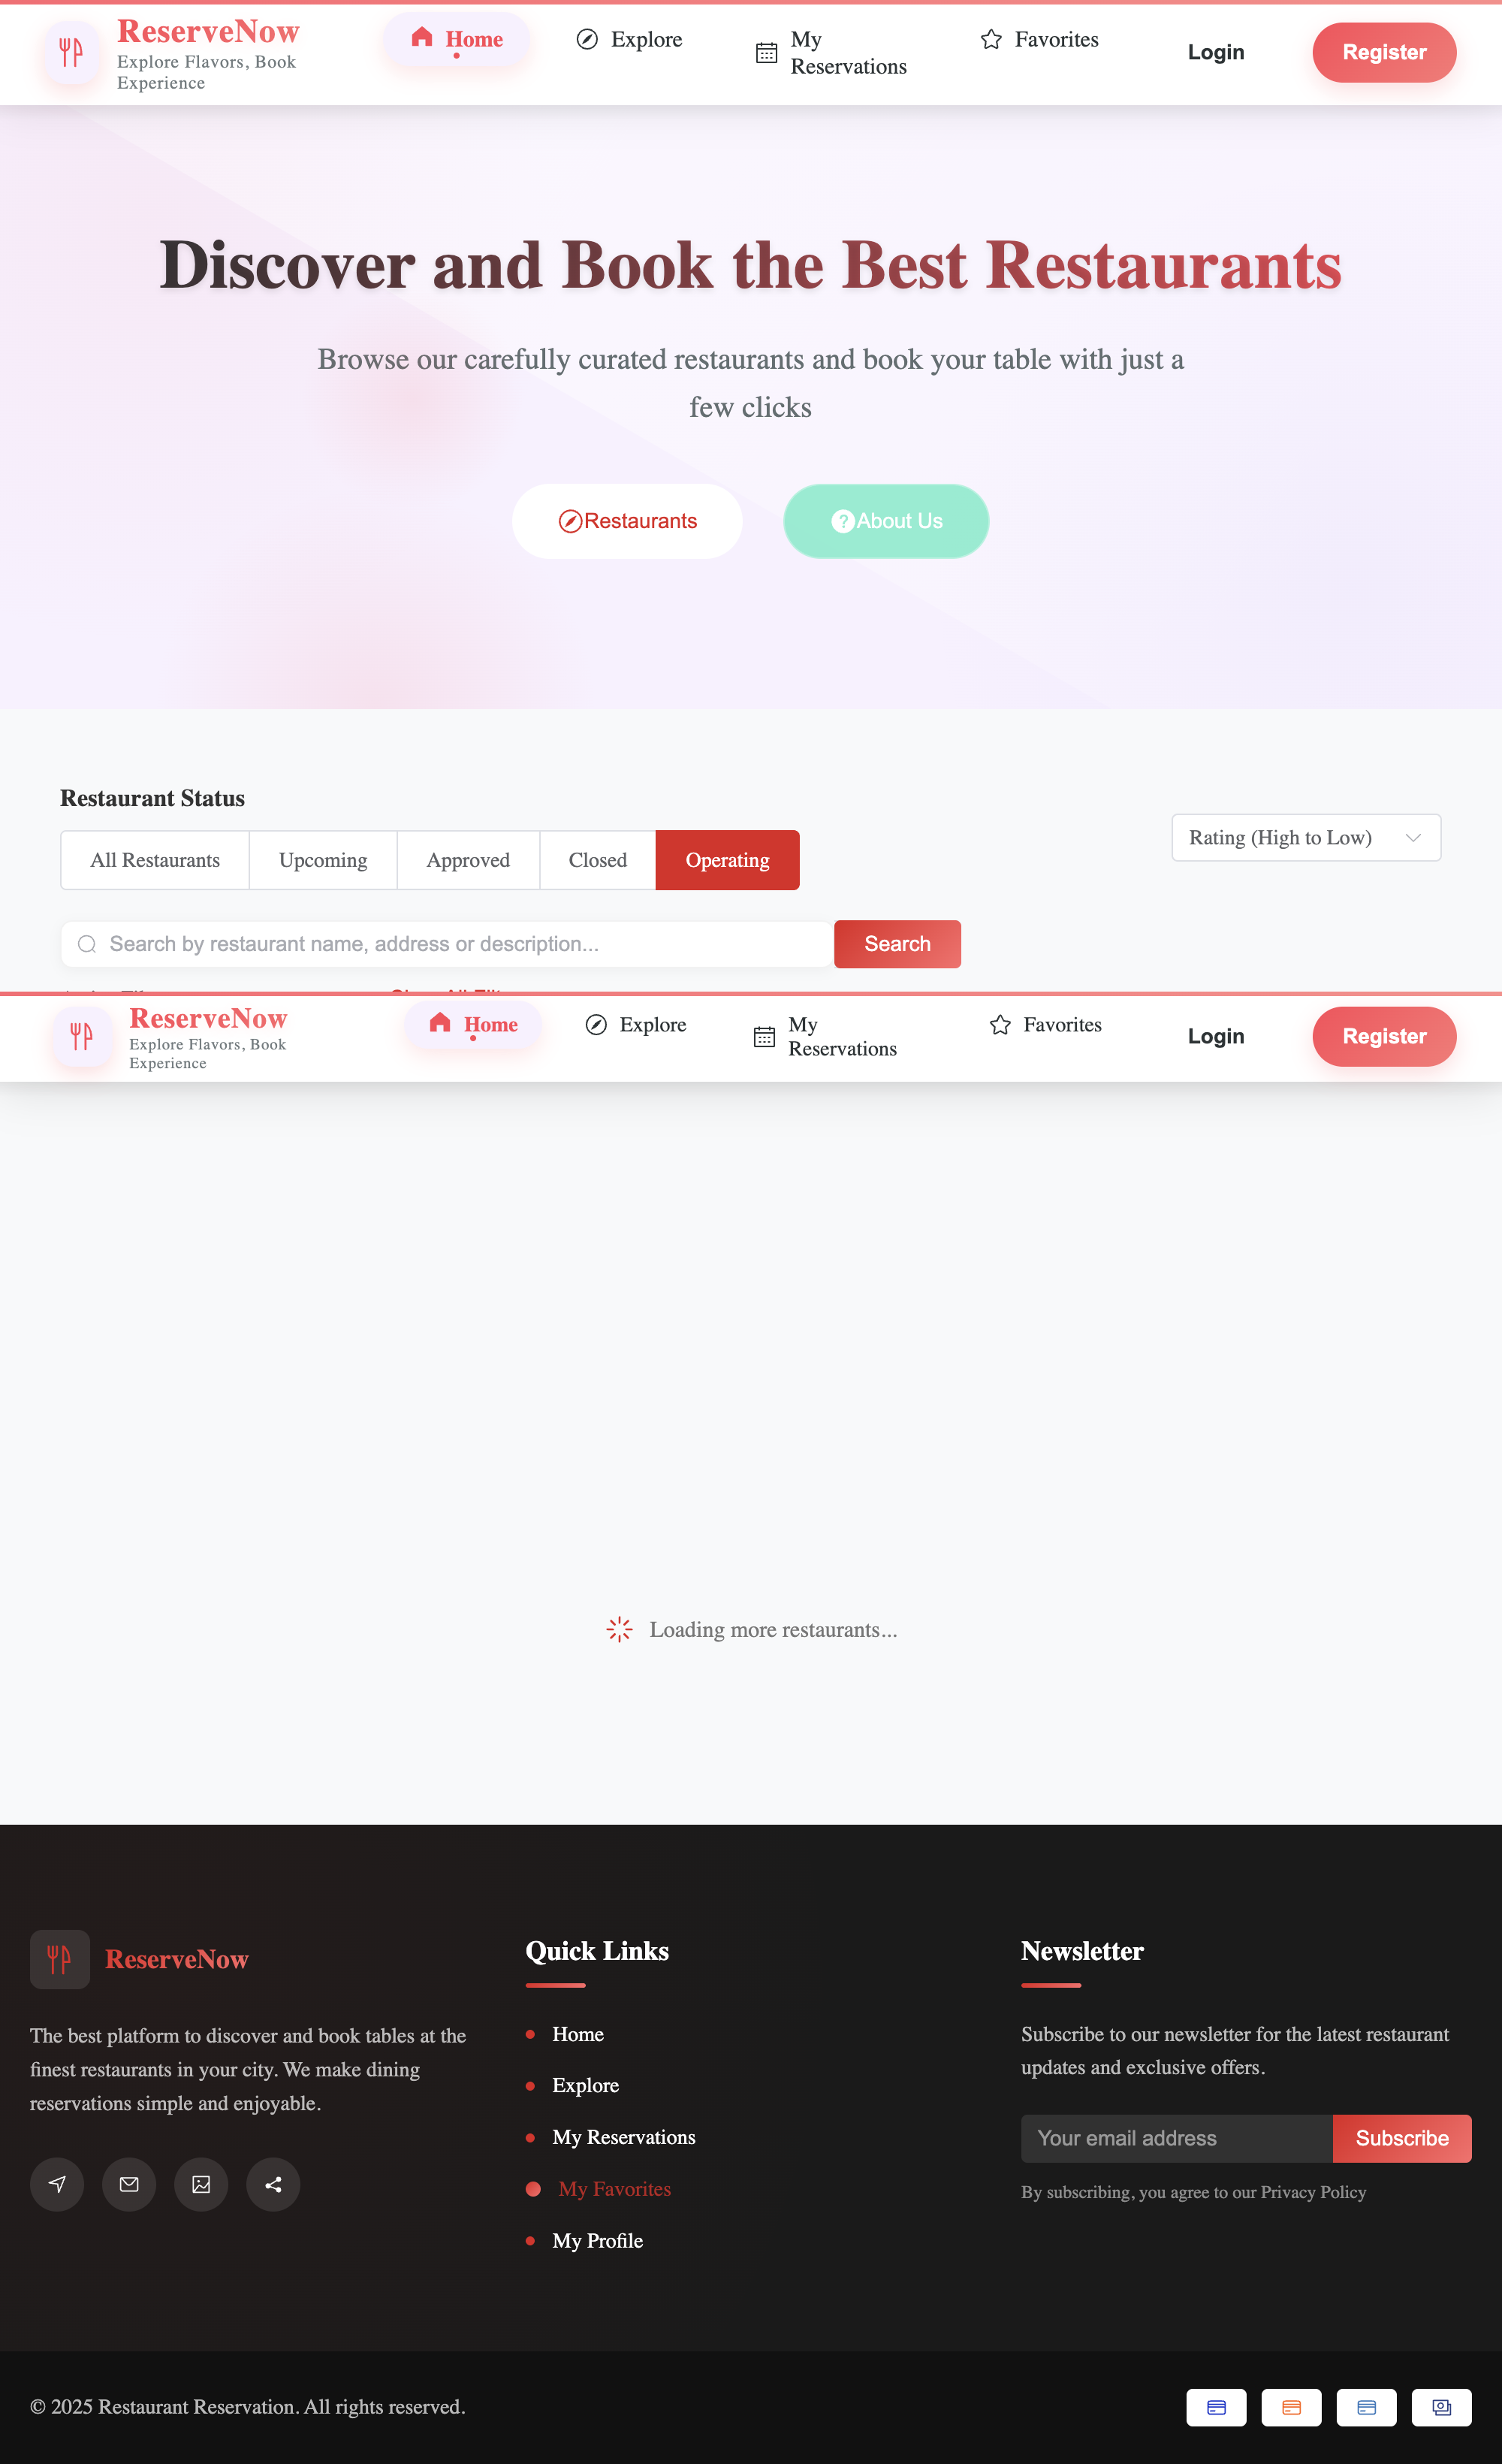 ReserveNow
Explore Flavors, Book
Experience
Home
Explore
My
Reservations
Favorites
Login
Register
Discover and Book the Best Restaurants
Browse our carefully curated restaurants and book your table with just a
few clicks
Restaurants
About Us
Restaurant Status
All Restaurants
Upcoming
Approved
Closed
Operating
Rating (High to Low)
Search by restaurant name, address or description...
Search
ReserveNow
Explore Flavors, Book
Experience
Home
Explore
My
Reservations
Favorites
Login
Register
Loading more restaurants...
ReserveNow
The best platform to discover and book tables at the
finest restaurants in your city. We make dining
reservations simple and enjoyable.
Quick Links
Home
Explore
My Reservations
My Favorites
My Profile
Newsletter
Subscribe to our newsletter for the latest restaurant
updates and exclusive offers.
Your email address
Subscribe
By subscribing, you agree to our Privacy Policy
© 2025 Restaurant Reservation. All rights reserved.